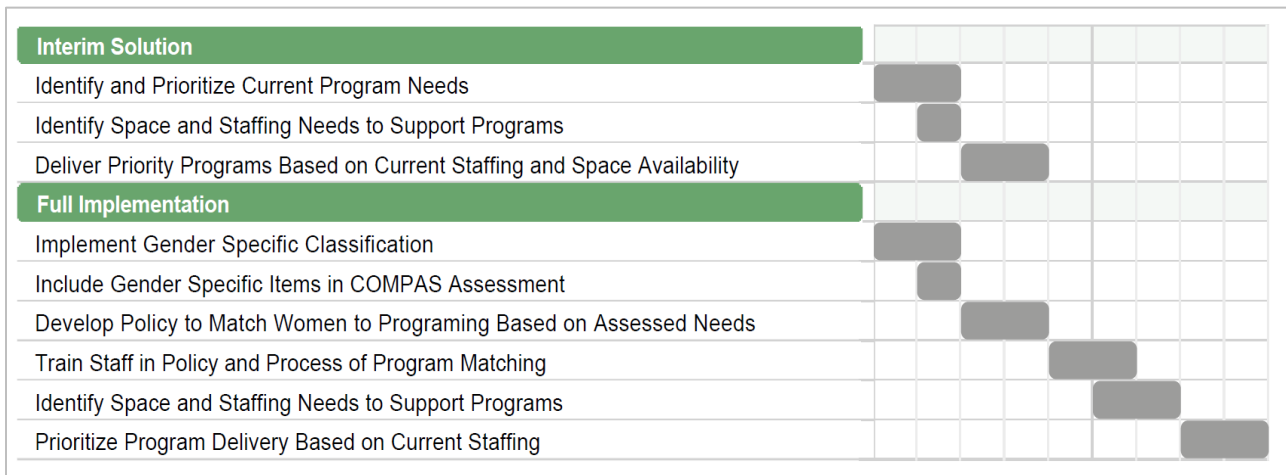 Interim Solution
Identify and Prioritize Current Program Needs
Identify Space and Staffing Needs to Support Programs
Deliver Priority Programs Based on Current Staffing and Space Availability
Full Implementation
Implement Gender Specific Classification
Include Gender Specific Items in COMPAS Assessment
Develop Policy to Match Women to Programing Based on Assessed Needs
Train Staff in Policy and Process of Program Matching
Identify Space and Staffing Needs to Support Programs
Prioritize Program Delivery Based on Current Staffing